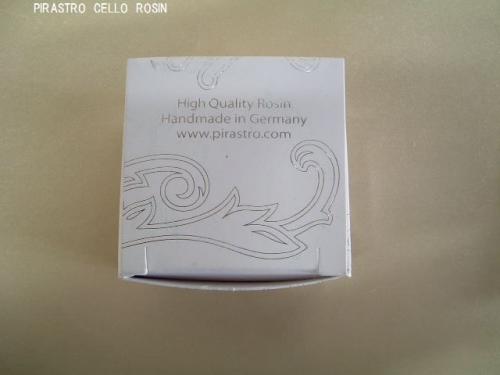 PIRASTRO CELLO ROSIN
High Quality Rosin
Handmade in Germany
www.pirastro.com